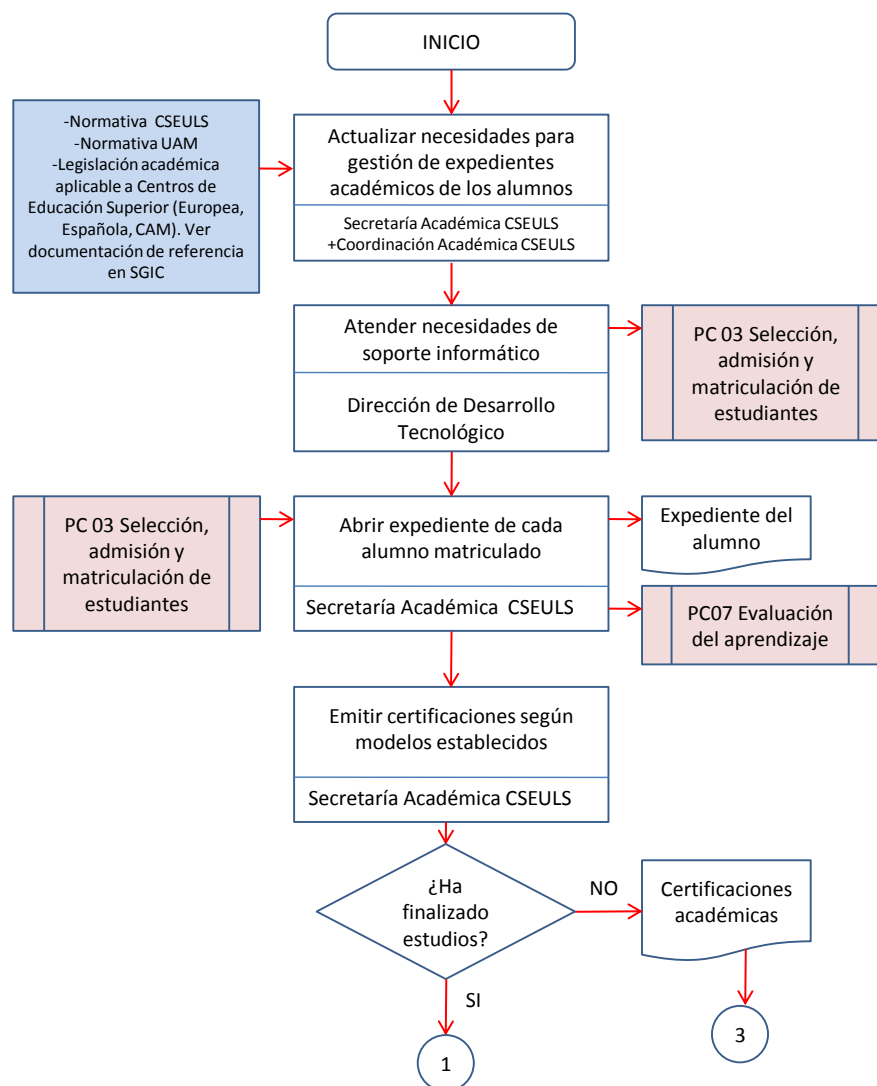 INICIO
-Normativa CSEULS
-Normativa UAM
-Legislación académica
aplicable a Centros de
Educación Superior (Europea,
Española, CAM). Ver
documentación de referencia
en SGIC
Actualizar necesidades para
gestión de expedientes
académicos de los alumnos
Secretaría Académica CSEULS
+Coordinación Académica CSEULS
Atender necesidades de
soporte informático
Dirección de Desarrollo
Tecnológico
PC 03 Selección,
admisión y
matriculación de
estudiantes
PC 03 Selección,
admisión y
matriculación de
estudiantes
Abrir expediente de cada
alumno matriculado
Secretaría Académica CSEULS
Expediente del
alumno
PC07 Evaluación
del aprendizaje
Emitir certificaciones según
modelos establecidos
Secretaría Académica CSEULS
¿Ha
finalizado
estudios?
NO
Certificaciones
académicas
SI
3
1